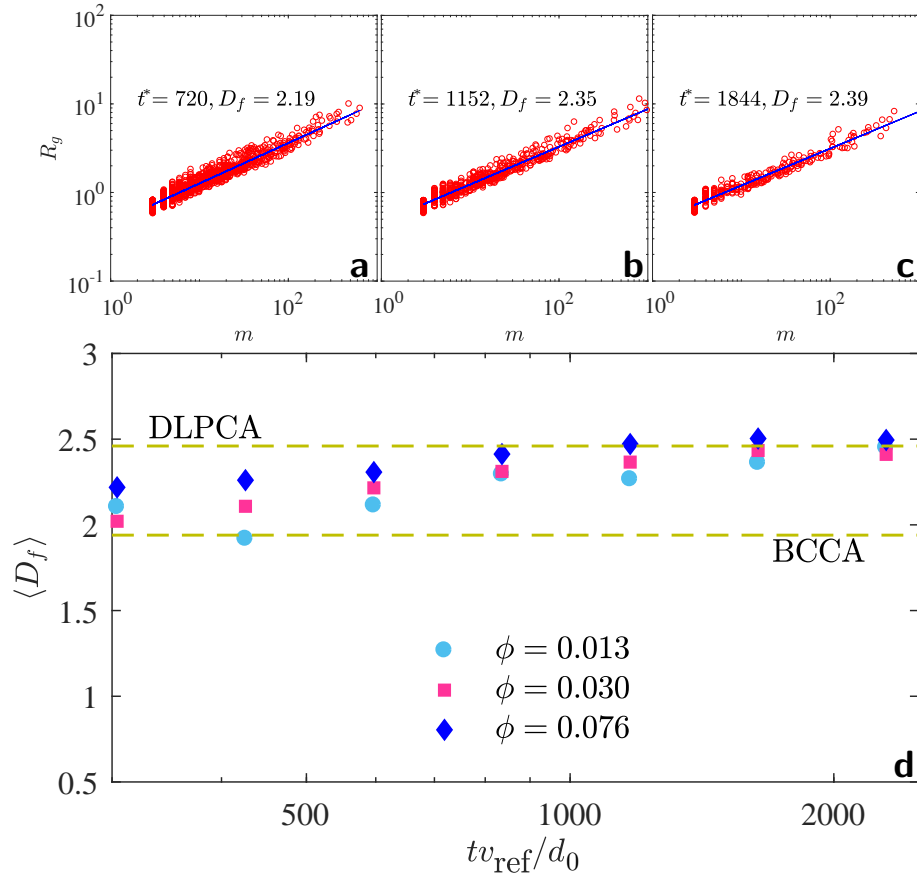 10^2
10^1
10^0
10^-1
R_g
t* = 720, D_f = 2.19
a
10^0
10^2
m
t* = 1152, D_f = 2.35
b
10^0
10^2
m
t* = 1844, D_f = 2.39
c
10^0
10^2
m
3
2.5
2
1.5
1
0.5
⟨D_f⟩
DLPCA
BCCA
ϕ = 0.013
ϕ = 0.030
ϕ = 0.076
d
500
1000
2000
tv_ref/d_0